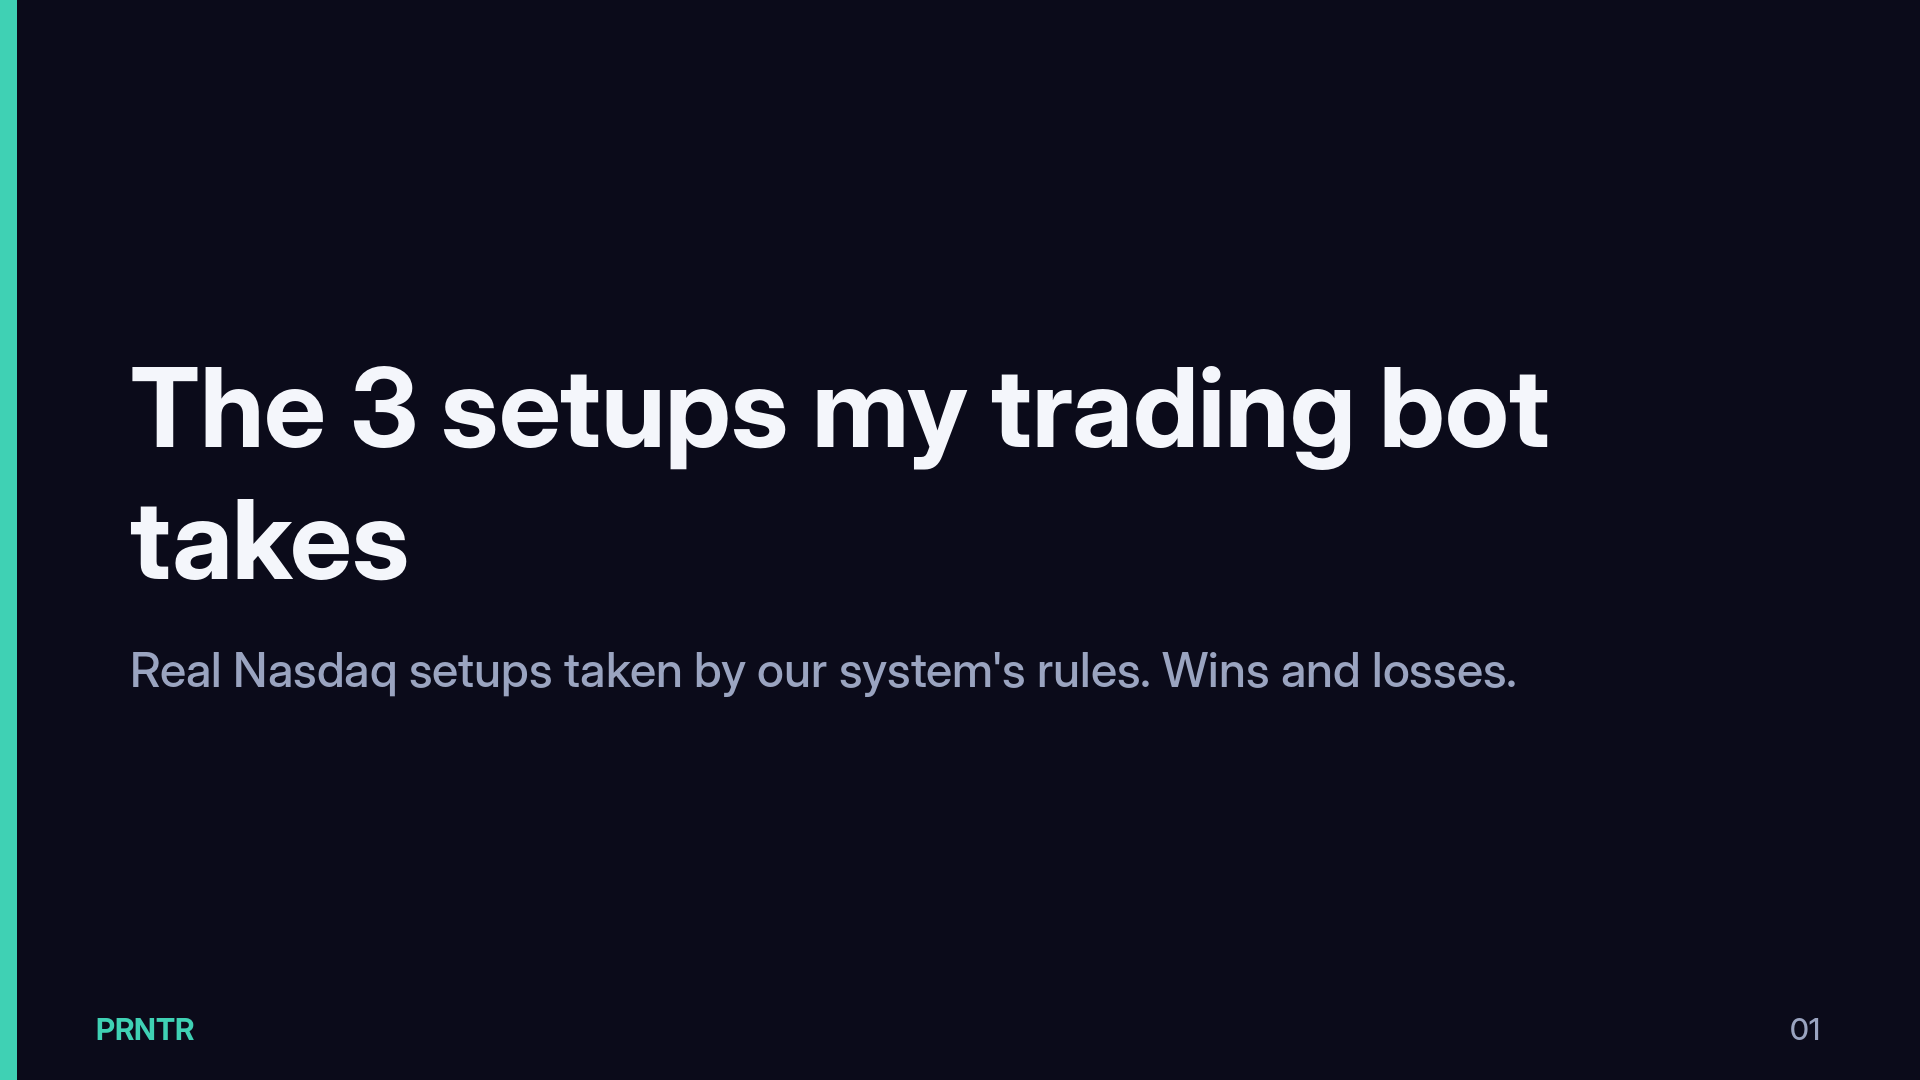 The 3 setups my trading bot
takes
Real Nasdaq setups taken by our system's rules. Wins and losses.
PRNTR
01